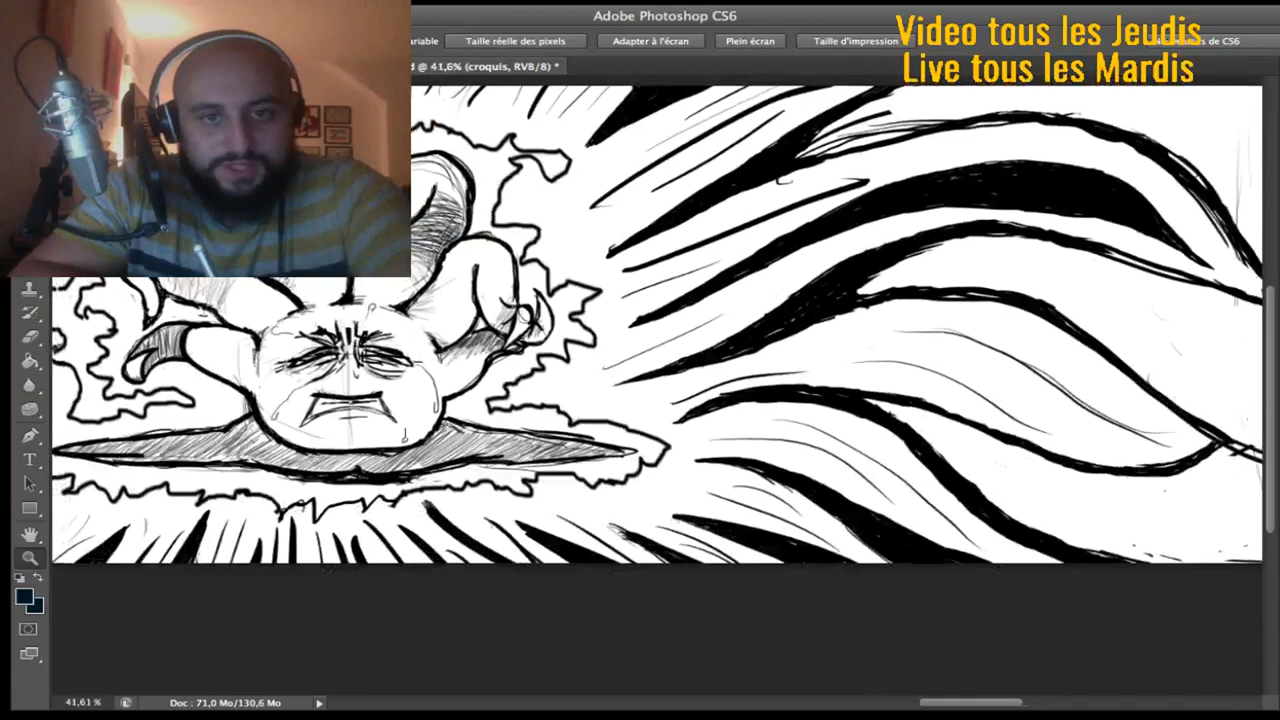 Adobe Photoshop CS6
ariable
Taille réelle des pixels
Adapter à l'écran
Plein écran
Taille d'impression
de CS6
Video tous les Jeudis
Live tous les Mardis
d @ 41,6% (croquis, RVB/8) *
41,61 %
Doc : 71,0 Mo/130,6 Mo